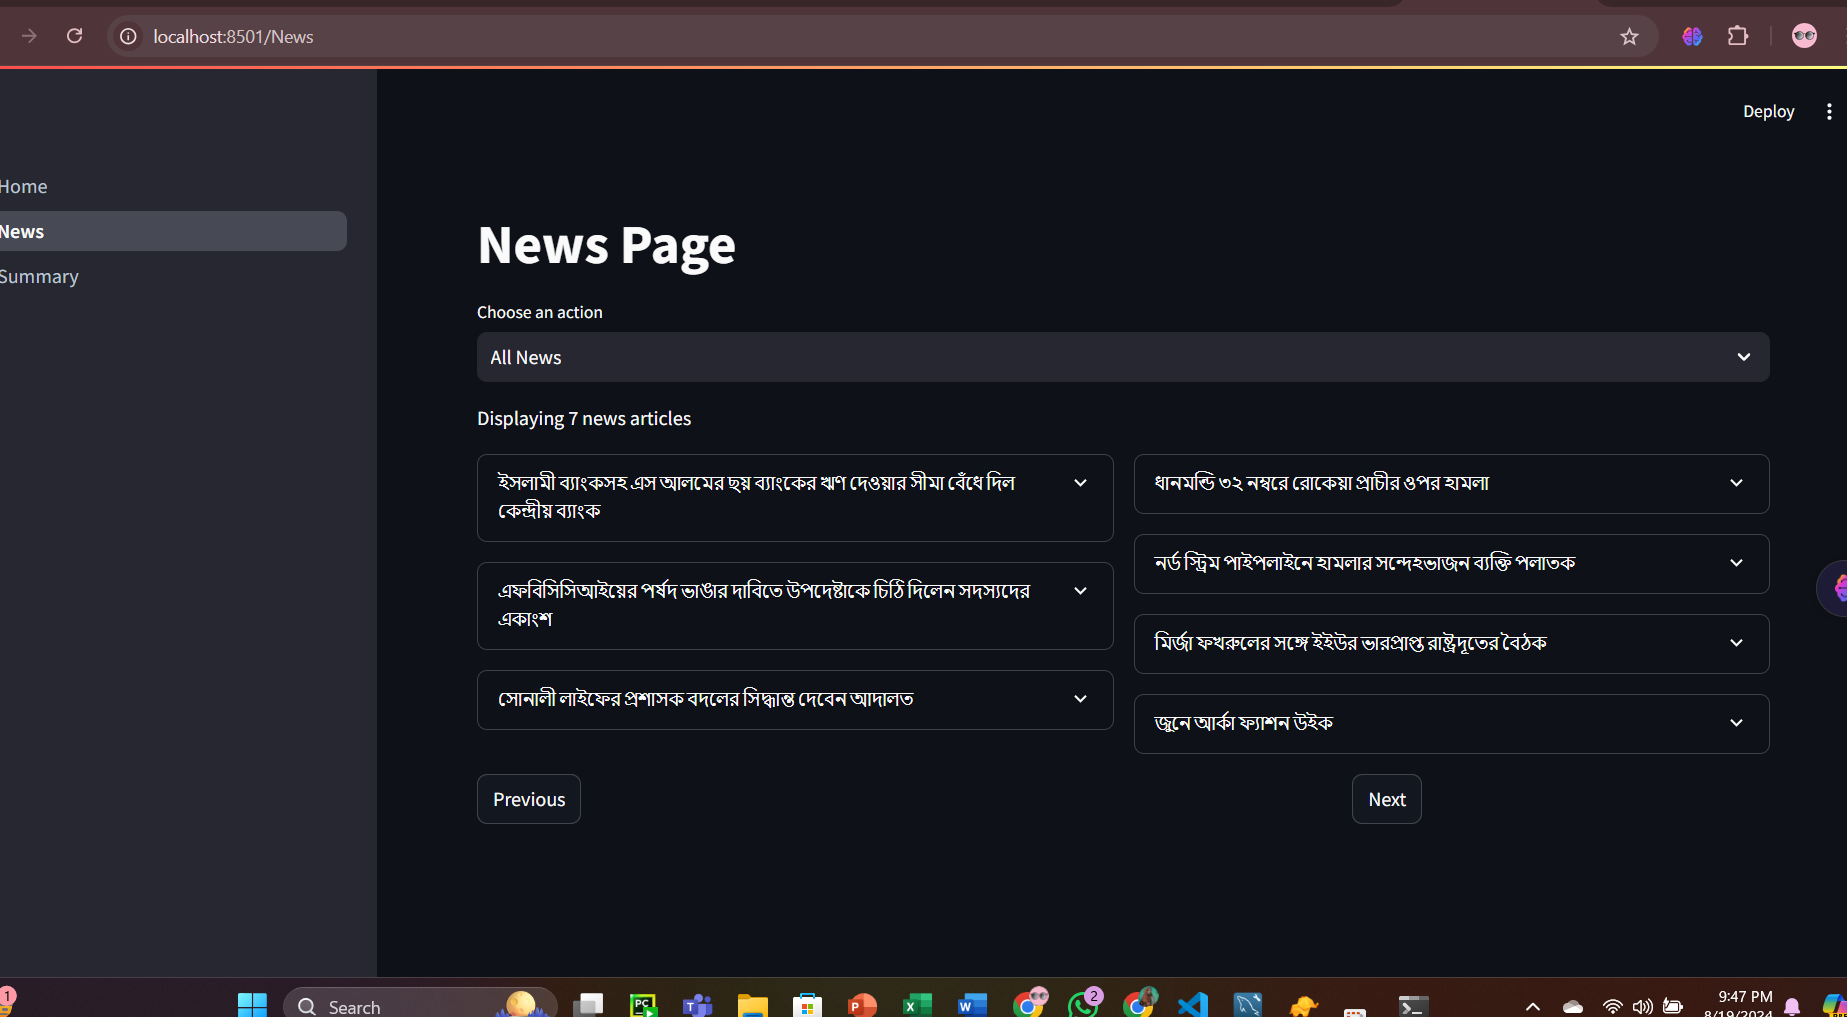 localhost:8501/News
Deploy
Home
News
Summary
News Page
Choose an action
All News
Displaying 7 news articles
ইসলামী ব্যাংকসহ এস আলমের ছয় ব্যাংকের ঋণ দেওয়ার সীমা বেঁধে দিল
কেন্দ্রীয় ব্যাংক
এফবিসিসিআইয়ের পর্ষদ ভাঙার দাবিতে উপদেষ্টাকে চিঠি দিলেন সদস্যদের
একাংশ
সোনালী লাইফের প্রশাসক বদলের সিদ্ধান্ত দেবেন আদালত
ধানমন্ডি ৩২ নম্বরে রোকেয়া প্রাচীর ওপর হামলা
নর্ড স্ট্রিম পাইপলাইনে হামলার সন্দেহভাজন ব্যক্তি পলাতক
মির্জা ফখরুলের সঙ্গে ইইউর ভারপ্রাপ্ত রাষ্ট্রদূতের বৈঠক
জুনে আর্কা ফ্যাশন উইক
Previous
Next
1
Search
PC
T
P
X
W
2
9:47 PM
8/19/2024